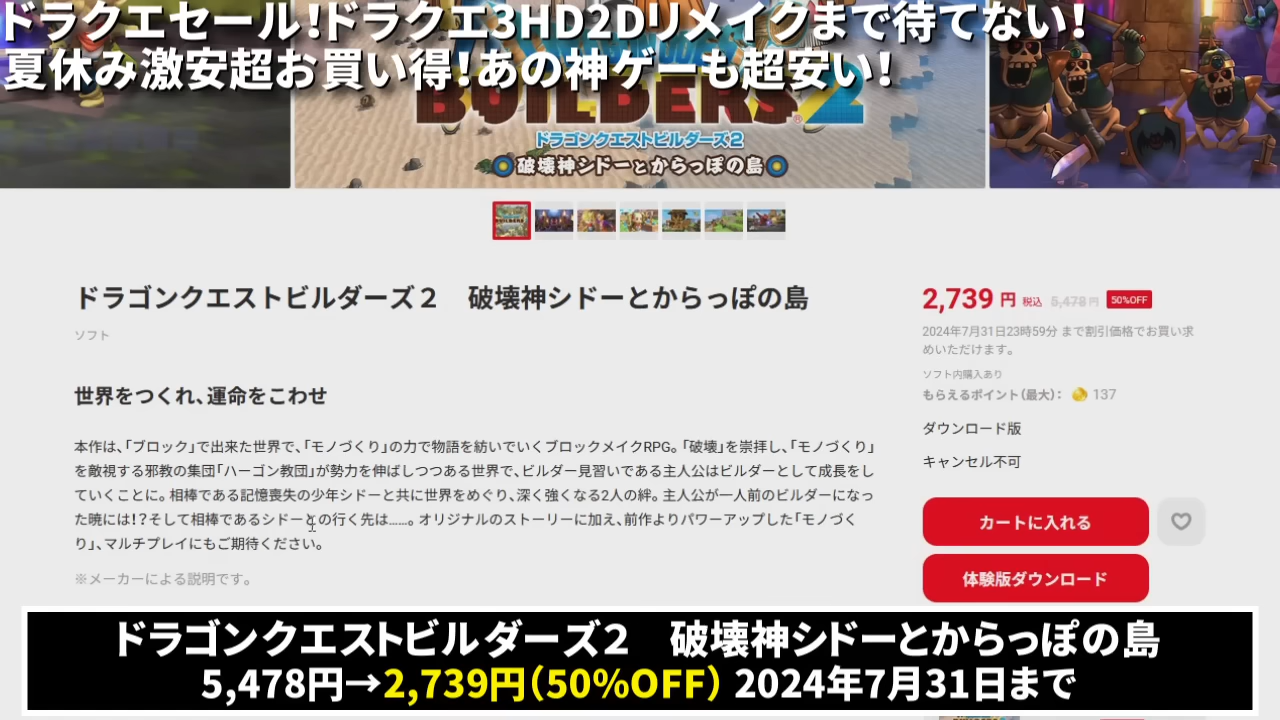 ドラクエセール！ドラクエ3HD2Dリメイクまで待てない！
夏休み激安超お買い得！あの神ゲーも超安い！
BUILDERS2
ドラゴンクエストビルダーズ2
破壊神シドーとからっぽの島
ドラゴンクエストビルダーズ２　破壊神シドーとからっぽの島
ソフト
世界をつくれ、運命をこわせ
本作は、「ブロック」で出来た世界で、「モノづくり」の力で物語を紡いでいくブロックメイクRPG。「破壊」を崇拝し、「モノづくり」
を敵視する邪教の集団「ハーゴン教団」が勢力を伸ばしつつある世界で、ビルダー見習いである主人公はビルダーとして成長をし
ていくことに。相棒である記憶喪失の少年シドーと共に世界をめぐり、深く強くなる2人の絆。主人公が一人前のビルダーになっ
た暁には！？そして相棒であるシドーとの行く先は……。オリジナルのストーリーに加え、前作よりパワーアップした「モノづく
り」、マルチプレイにもご期待ください。
※メーカーによる説明です。
2,739円 税込 5,478円 50%OFF
2024年7月31日23時59分 まで割引価格でお買い求
めいただけます。
ソフト内購入あり
もらえるポイント（最大）： 137
ダウンロード版
キャンセル不可
カートに入れる
体験版ダウンロード
ドラゴンクエストビルダーズ２　破壊神シドーとからっぽの島
5,478円→2,739円（50%OFF） 2024年7月31日まで